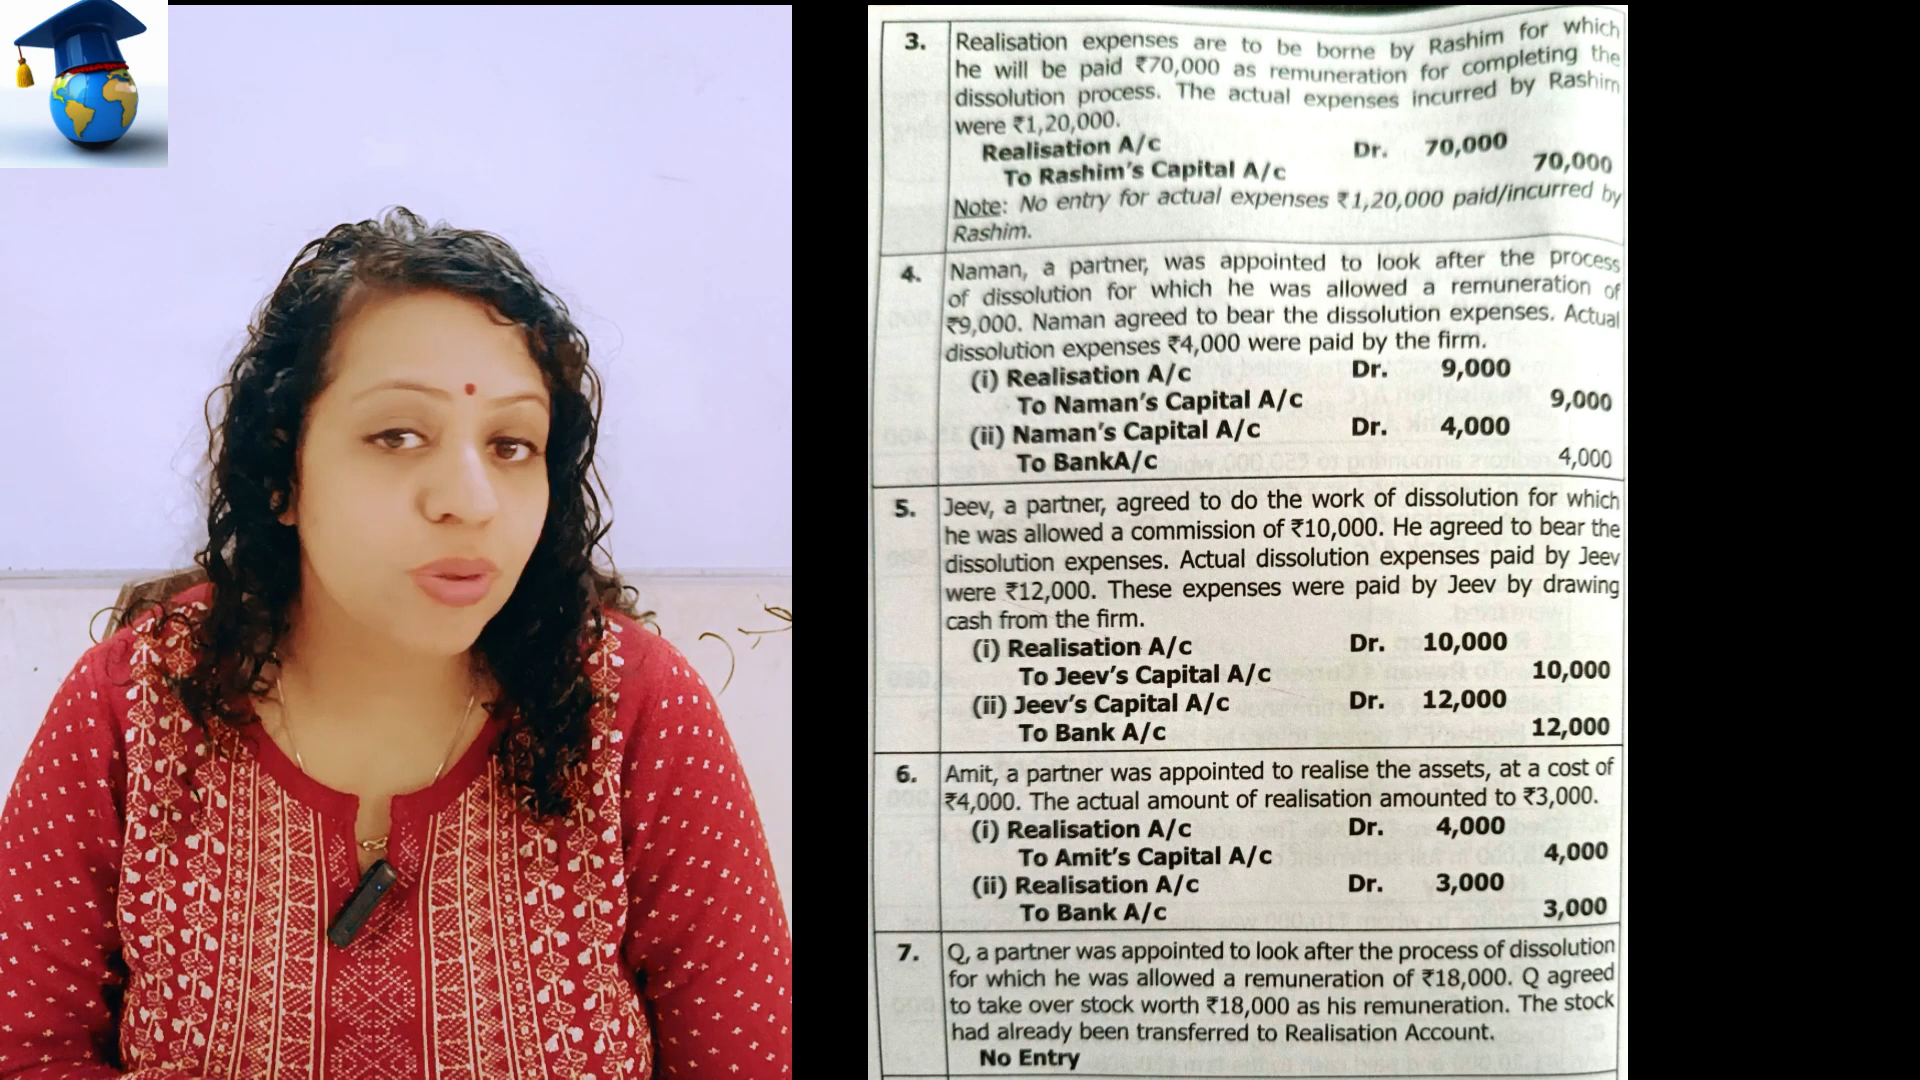 3. Realisation expenses are to be borne by Rashim for which
he will be paid ₹70,000 as remuneration for completing the
dissolution process. The actual expenses incurred by Rashim
were ₹1,20,000.
Realisation A/c Dr. 70,000
To Rashim's Capital A/c 70,000
Note: No entry for actual expenses ₹1,20,000 paid/incurred by
Rashim.
4. Naman, a partner, was appointed to look after the process
of dissolution for which he was allowed a remuneration of
₹9,000. Naman agreed to bear the dissolution expenses. Actual
dissolution expenses ₹4,000 were paid by the firm.
(i) Realisation A/c Dr. 9,000
To Naman's Capital A/c 9,000
(ii) Naman's Capital A/c Dr. 4,000
To BankA/c 4,000
5. Jeev, a partner, agreed to do the work of dissolution for which
he was allowed a commission of ₹10,000. He agreed to bear the
dissolution expenses. Actual dissolution expenses paid by Jeev
were ₹12,000. These expenses were paid by Jeev by drawing
cash from the firm.
(i) Realisation A/c Dr. 10,000
To Jeev's Capital A/c 10,000
(ii) Jeev's Capital A/c Dr. 12,000
To Bank A/c 12,000
6. Amit, a partner was appointed to realise the assets, at a cost of
₹4,000. The actual amount of realisation amounted to ₹3,000.
(i) Realisation A/c Dr. 4,000
To Amit's Capital A/c 4,000
(ii) Realisation A/c Dr. 3,000
To Bank A/c 3,000
7. Q, a partner was appointed to look after the process of dissolution
for which he was allowed a remuneration of ₹18,000. Q agreed
to take over stock worth ₹18,000 as his remuneration. The stock
had already been transferred to Realisation Account.
No Entry